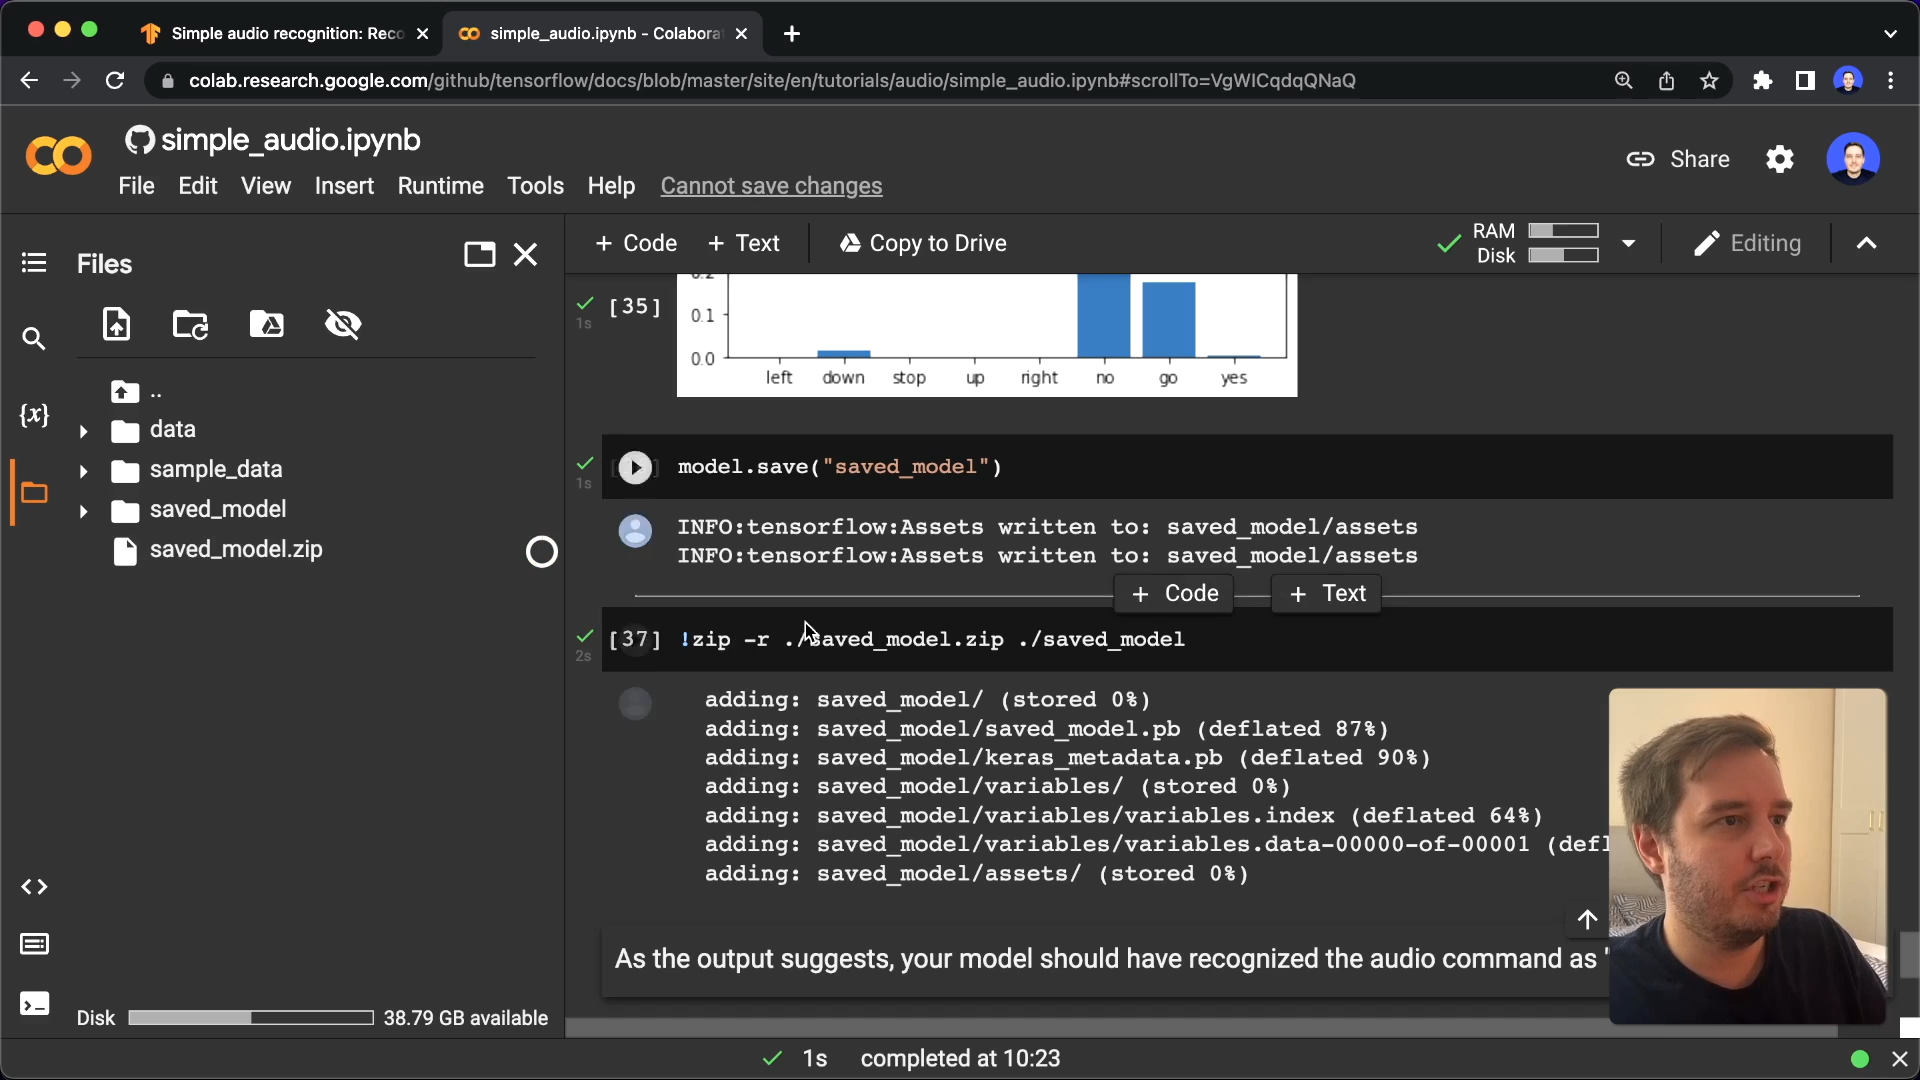 Simple audio recognition: Reco
simple_audio.ipynb - Colabora
colab.research.google.com/github/tensorflow/docs/blob/master/site/en/tutorials/audio/simple_audio.ipynb#scrollTo=VgWICqdqQNaQ
simple_audio.ipynb
Share
File Edit View Insert Runtime Tools Help Cannot save changes
Files
+ Code + Text Copy to Drive
RAM
Disk
Editing
..
data
sample_data
saved_model
saved_model.zip
Disk 38.79 GB available
[35]
1s
0.2
0.1
0.0
left down stop up right no go yes
model.save("saved_model")
1s
INFO:tensorflow:Assets written to: saved_model/assets
INFO:tensorflow:Assets written to: saved_model/assets
+ Code + Text
[37] !zip -r ./saved_model.zip ./saved_model
2s
adding: saved_model/ (stored 0%)
adding: saved_model/saved_model.pb (deflated 87%)
adding: saved_model/keras_metadata.pb (deflated 90%)
adding: saved_model/variables/ (stored 0%)
adding: saved_model/variables/variables.index (deflated 64%)
adding: saved_model/variables/variables.data-00000-of-00001 (defl
adding: saved_model/assets/ (stored 0%)
As the output suggests, your model should have recognized the audio command as "
1s completed at 10:23